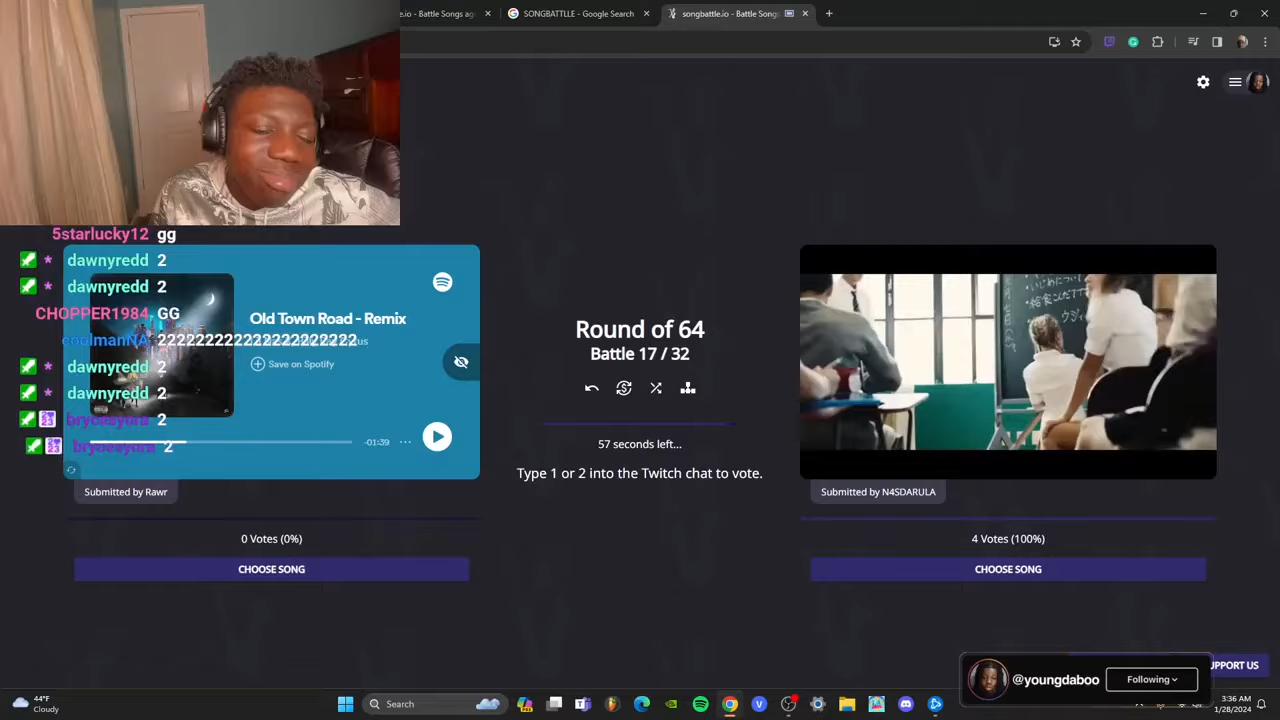 .io - Battle Songs ag
SONGBATTLLE - Google Search
songbattle.io - Battle Songs
5starlucky12 gg
dawnyredd 2
dawnyredd 2
CHOPPER1984, GG
coolmanNA 222222222222222222222
dawnyredd 2
dawnyredd 2
2
2
Old Town Road - Remix
Save on Spotify
-01:39
Submitted by Rawr
0 Votes (0%)
CHOOSE SONG
Round of 64
Battle 17 / 32
57 seconds left...
Type 1 or 2 into the Twitch chat to vote.
Submitted by N4SDARULA
4 Votes (100%)
CHOOSE SONG
UPPORT US
@youngdaboo
Following
44°F
Cloudy
Search
3:36 AM
1/28/2024